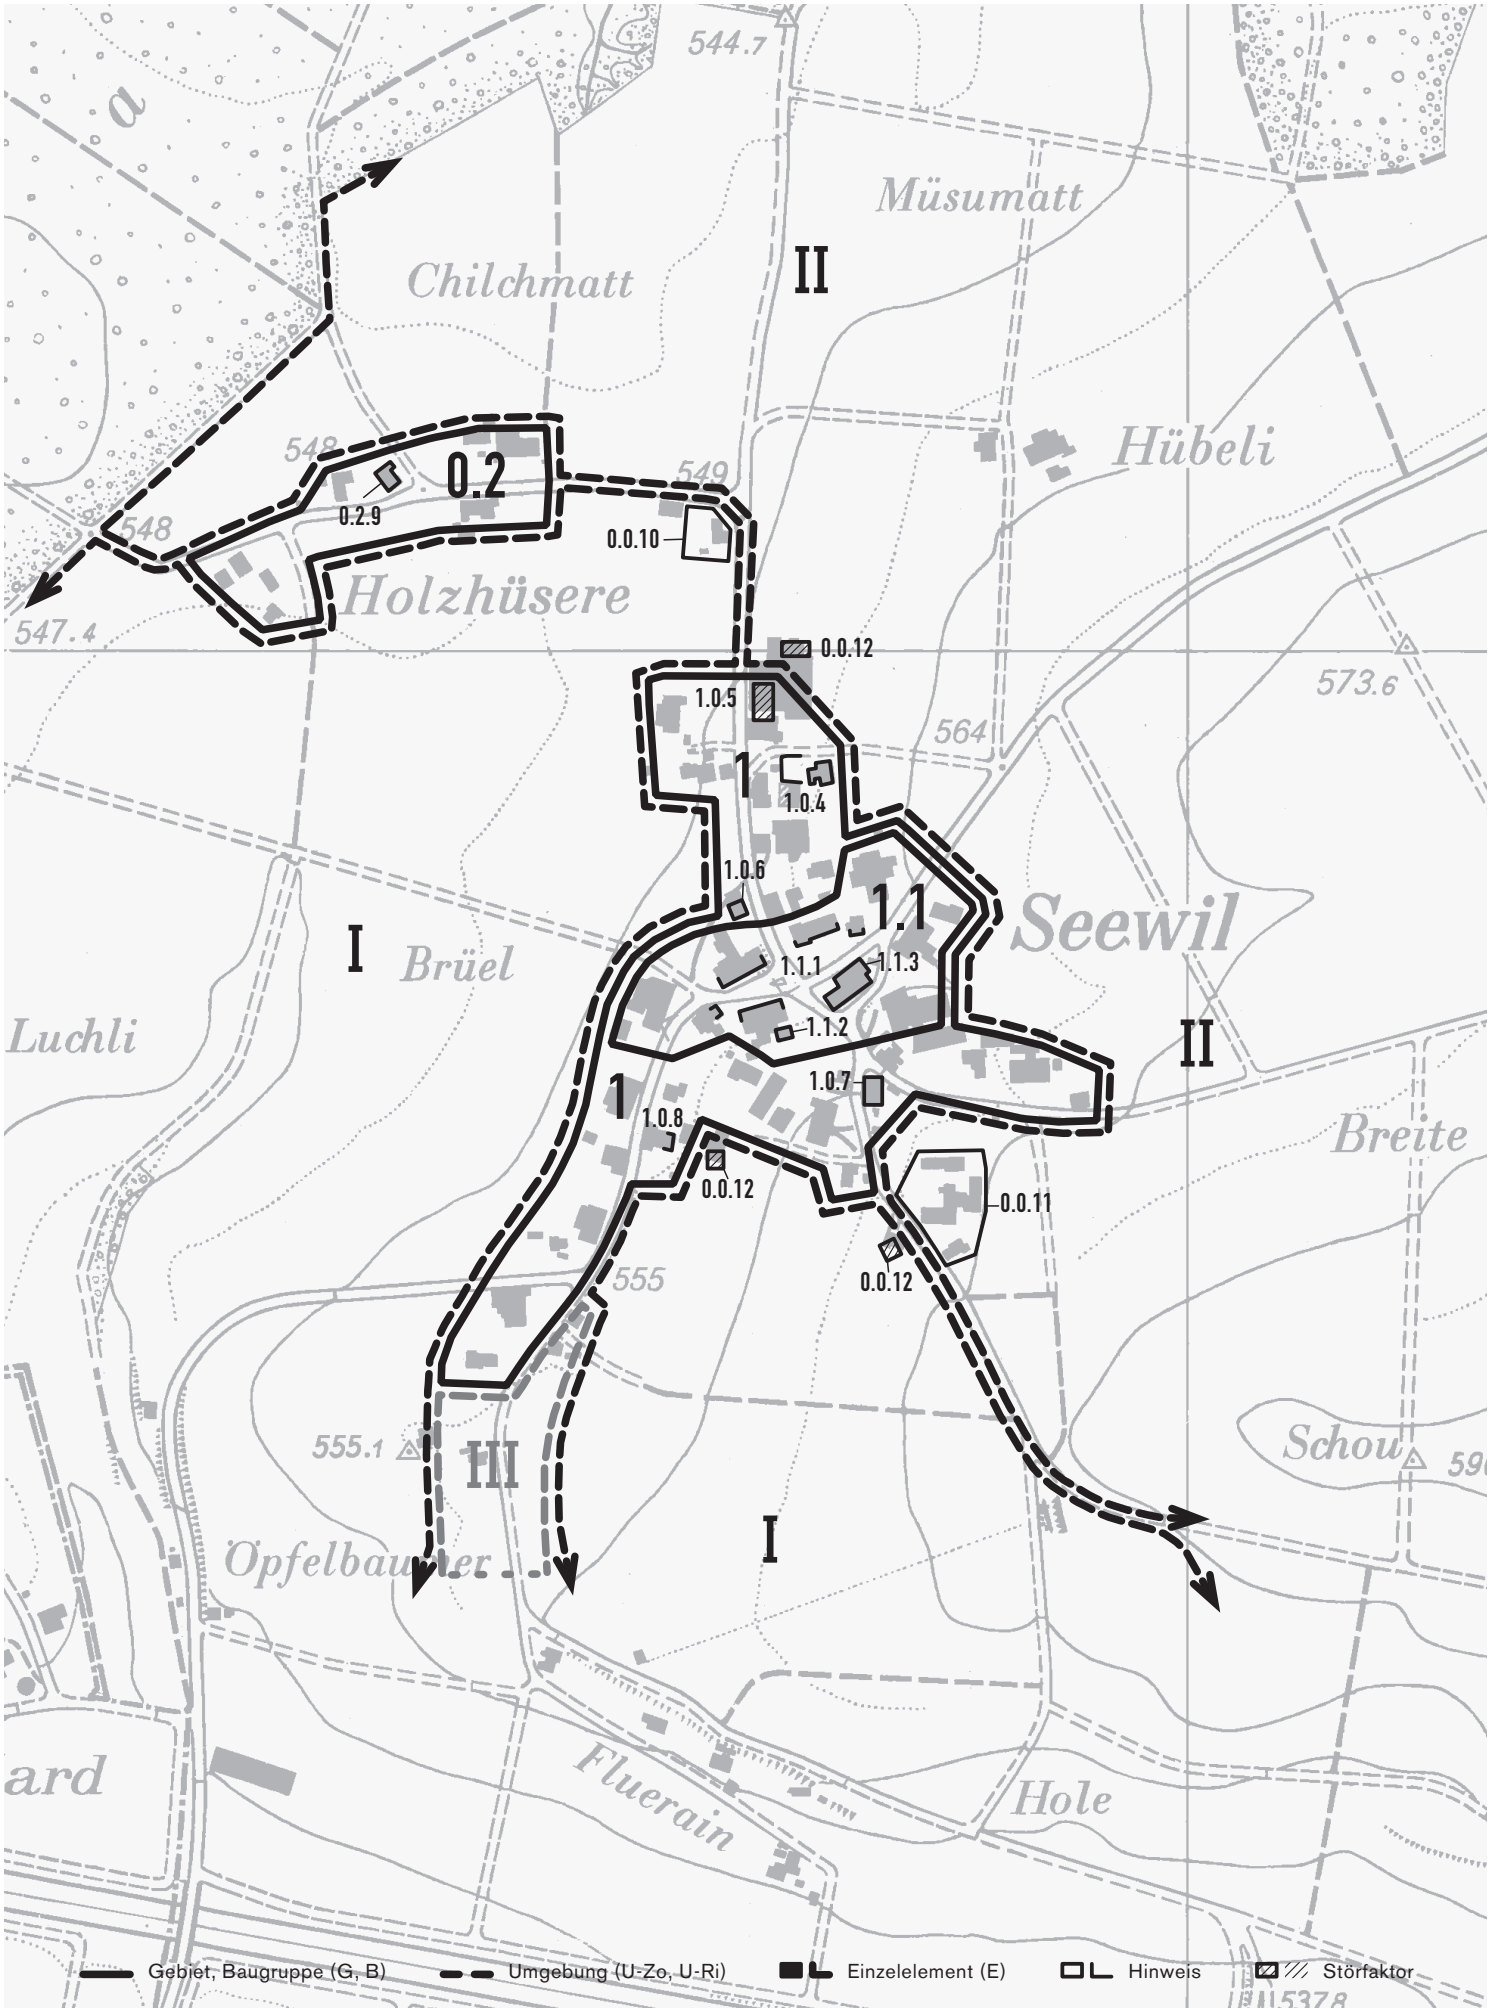 a
544.7
Müsumatt
II
Chilchmatt
Hübeli
548
0.2
549
0.2.9
548
0.0.10
Holzhüsere
547.4
0.0.12
573.6
1.0.5
564
1
1.0.4
1.0.6
1.1
Seewil
I
Brüel
1.1.1
1.1.3
Luchli
1.1.2
II
1.0.7
1
1.0.8
Breite
0.0.12
0.0.11
0.0.12
555
555.1
III
Schou
590
I
Opfelbaumer
Fluerain
ard
Hole
Gebiet, Baugruppe (G, B)
Umgebung (U-Zo, U-Ri)
Einzelelement (E)
Hinweis
Störfaktor
537.8